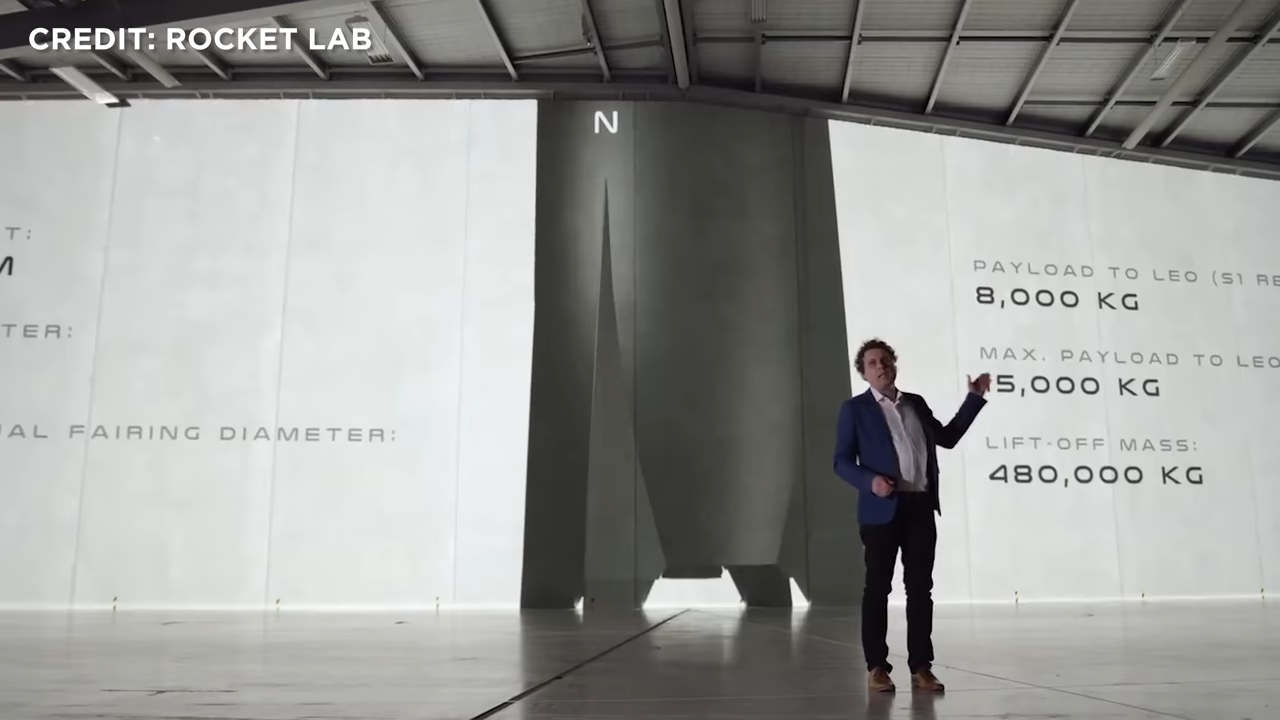 CREDIT: ROCKET LAB
N
T:
M
TER:
AL FAIRING DIAMETER:
PAYLOAD TO LEO (S1 RE
8,000 KG
MAX. PAYLOAD TO LEO
5,000 KG
LIFT-OFF MASS:
480,000 KG